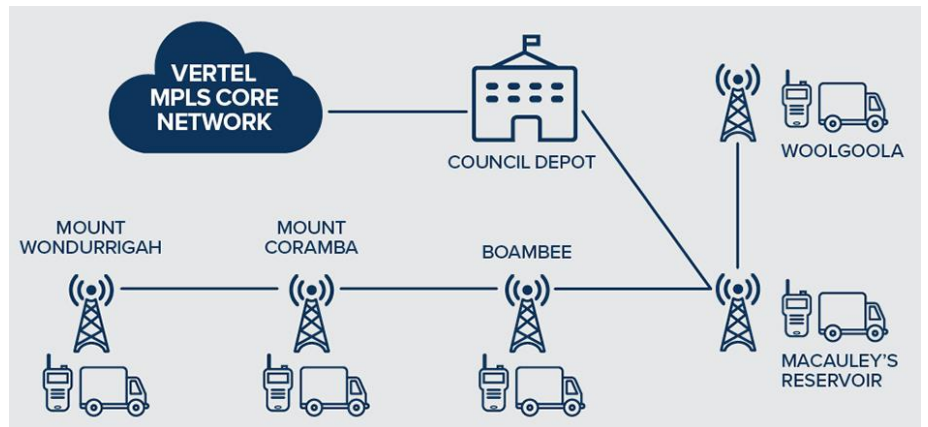 VERTEL
MPLS CORE
NETWORK
COUNCIL DEPOT
WOOLGOOLA
MOUNT
WONDURRIGAH
MOUNT
CORAMBA
BOAMBEE
MACAULEY'S
RESERVOIR